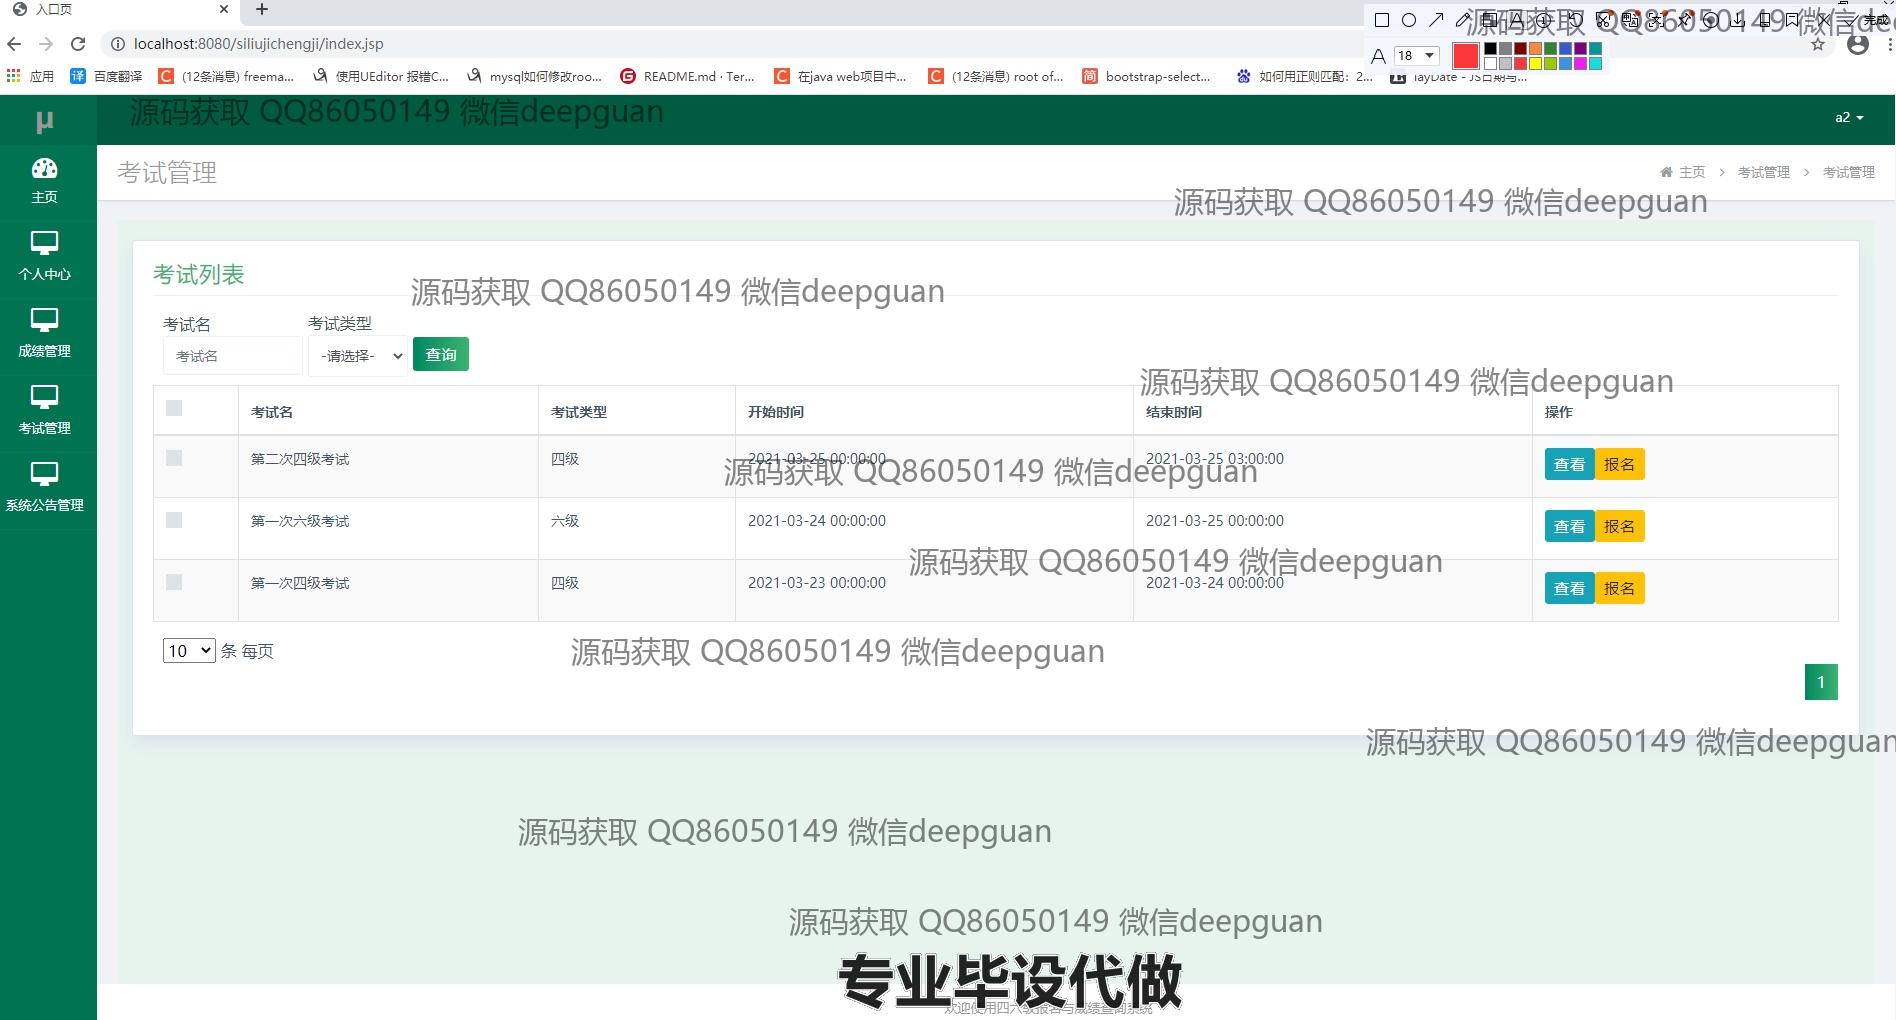 入口页
localhost:8080/siliujichengji/index.jsp
18
完成
应用 百度翻译 (12条消息) freema... 使用UEditor 报错C... mysql如何修改roo... README.md · Ter... 在java web项目中... (12条消息) root of... bootstrap-select... 如何用正则匹配：2... layDate - JS日期与...
源码获取 QQ86050149 微信dee
源码获取 QQ86050149 微信deepguan
μ
a2
主页
个人中心
成绩管理
考试管理
系统公告管理
考试管理
主页 > 考试管理 > 考试管理
源码获取 QQ86050149 微信deepguan
考试列表
源码获取 QQ86050149 微信deepguan
考试名 考试类型
考试名 -请选择- 查询
源码获取 QQ86050149 微信deepguan
考试名 考试类型 开始时间 结束时间 操作
第二次四级考试 四级 2021-03-25 00:00:00 2021-03-25 03:00:00 查看 报名
源码获取 QQ86050149 微信deepguan
第一次六级考试 六级 2021-03-24 00:00:00 2021-03-25 00:00:00 查看 报名
源码获取 QQ86050149 微信deepguan
第一次四级考试 四级 2021-03-23 00:00:00 2021-03-24 00:00:00 查看 报名
10 条 每页
源码获取 QQ86050149 微信deepguan
1
源码获取 QQ86050149 微信deepguan
源码获取 QQ86050149 微信deepguan
源码获取 QQ86050149 微信deepguan
专业毕设代做
欢迎使用四六级报名与成绩查询系统